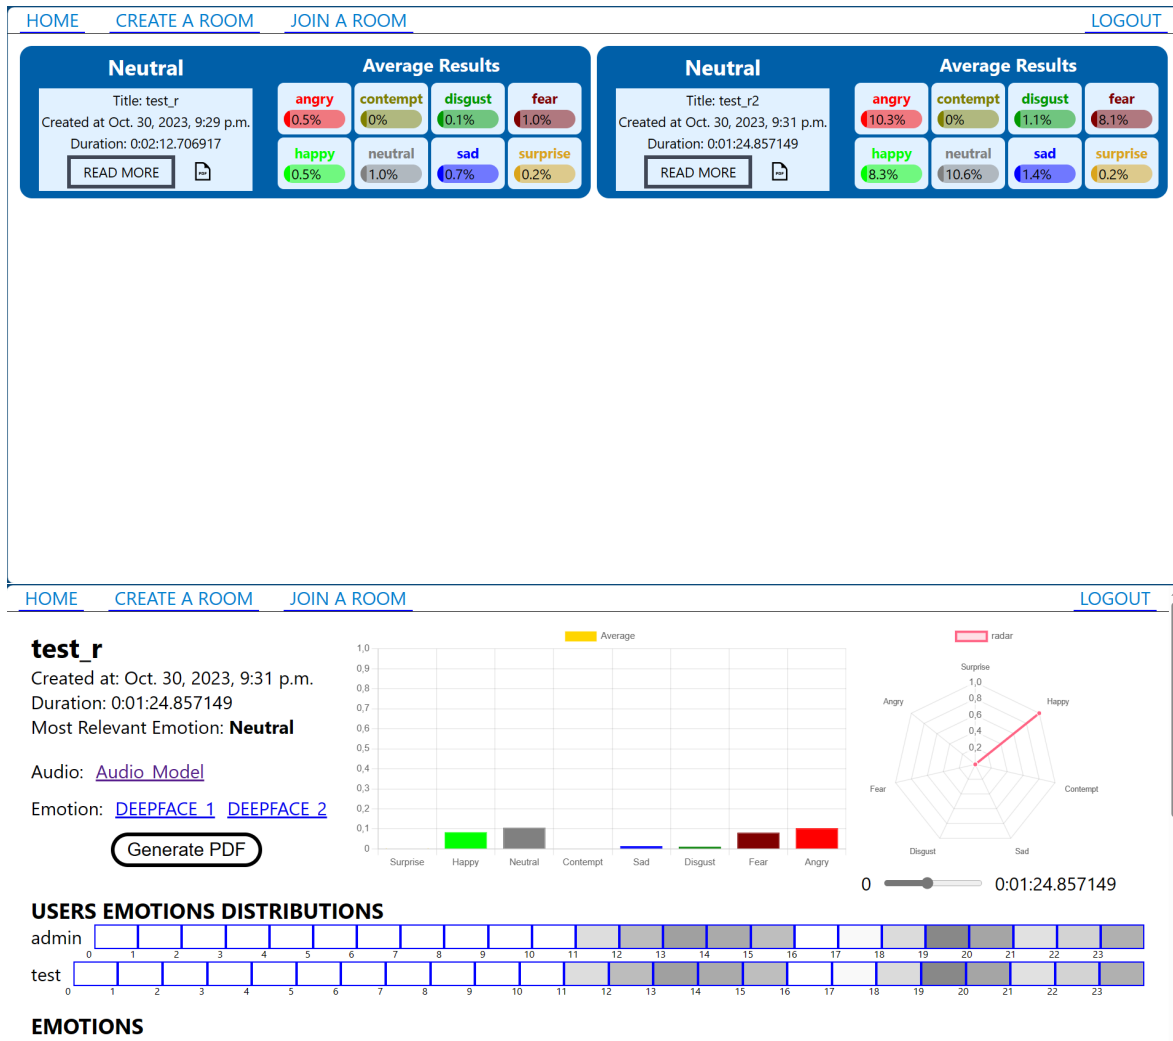 HOME CREATE A ROOM JOIN A ROOM LOGOUT
Neutral
Title: test_r
Created at Oct. 30, 2023, 9:29 p.m.
Duration: 0:02:12.706917
READ MORE
PDF
Average Results
angry contempt disgust fear
0.5% 0% 0.1% 1.0%
happy neutral sad surprise
0.5% 1.0% 0.7% 0.2%
Neutral
Title: test_r2
Created at Oct. 30, 2023, 9:31 p.m.
Duration: 0:01:24.857149
READ MORE
PDF
Average Results
angry contempt disgust fear
10.3% 0% 1.1% 8.1%
happy neutral sad surprise
8.3% 10.6% 1.4% 0.2%
HOME CREATE A ROOM JOIN A ROOM LOGOUT
test_r
Created at: Oct. 30, 2023, 9:31 p.m.
Duration: 0:01:24.857149
Most Relevant Emotion: Neutral
Audio: Audio_Model
Emotion: DEEPFACE_1 DEEPFACE_2
Generate PDF
Average
1,0
0,9
0,8
0,7
0,6
0,5
0,4
0,3
0,2
0,1
0
Surprise Happy Neutral Contempt Sad Disgust Fear Angry
radar
Surprise
1,0
0,8
0,6
0,4
0,2
Angry Happy
Fear Contempt
Disgust Sad
0 0:01:24.857149
USERS EMOTIONS DISTRIBUTIONS
admin
0 1 2 3 4 5 6 7 8 9 10 11 12 13 14 15 16 17 18 19 20 21 22 23
test
0 1 2 3 4 5 6 7 8 9 10 11 12 13 14 15 16 17 18 19 20 21 22 23
EMOTIONS